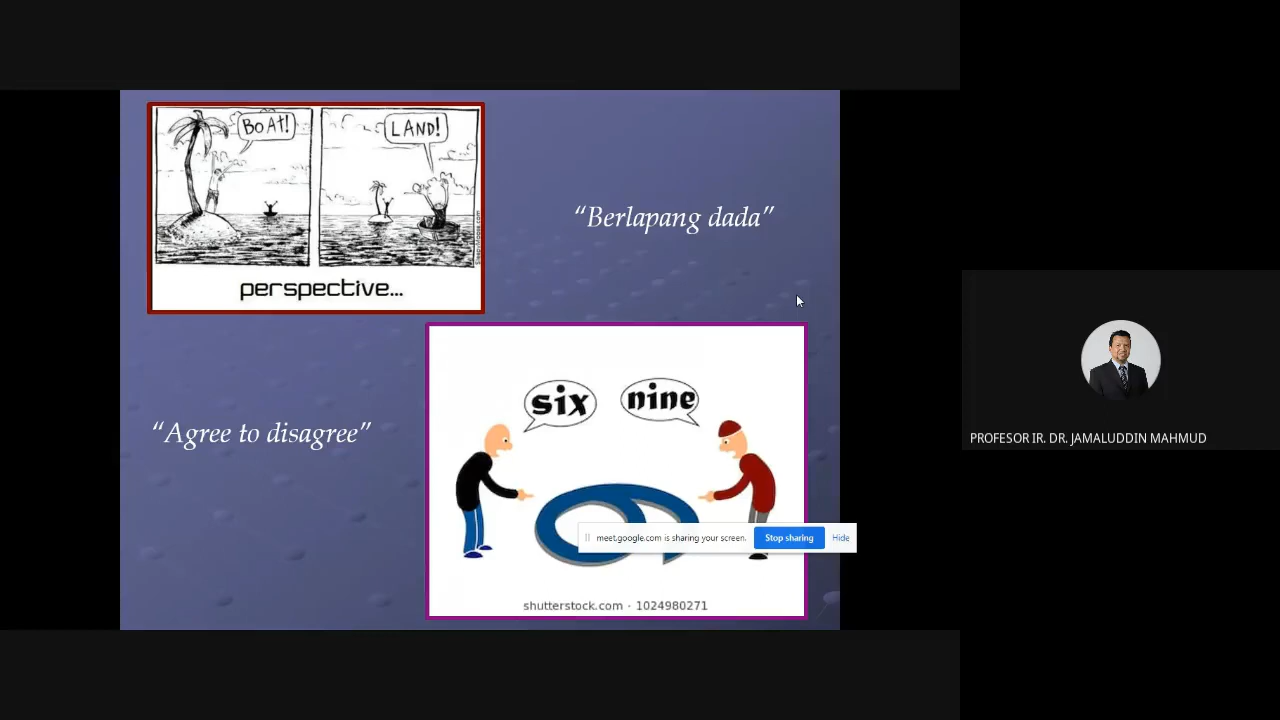 BOAT!
LAND!
perspective...
“Berlapang dada”
“Agree to disagree”
six
nine
meet.google.com is sharing your screen.
Stop sharing
Hide
shutterstock.com · 1024980271
PROFESOR IR. DR. JAMALUDDIN MAHMUD